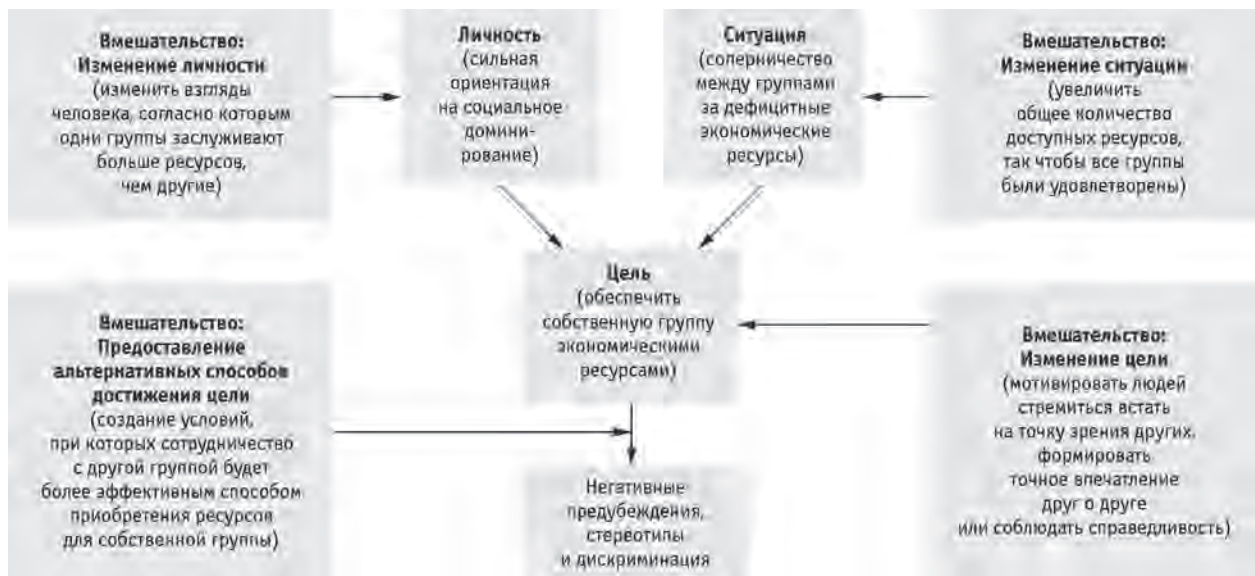 Вмешательство:
Изменение личности
(изменить взгляды
человека, согласно которым
одни группы заслуживают
больше ресурсов,
чем другие)
Личность
(сильная
ориентация
на социальное
домини-
рование)
Ситуация
(соперничество
между группами
за дефицитные
экономические
ресурсы)
Вмешательство:
Изменение ситуации
(увеличить
общее количество
доступных ресурсов,
так чтобы все группы
были удовлетворены)
Цель
(обеспечить
собственную группу
экономическими
ресурсами)
Вмешательство:
Предоставление
альтернативных способов
достижения цели
(создание условий,
при которых сотрудничество
с другой группой будет
более эффективным способом
приобретения ресурсов
для собственной группы)
Вмешательство:
Изменение цели
(мотивировать людей
стремиться встать
на точку зрения других,
формировать
точное впечатление
друг о друге
или соблюдать справедливость)
Негативные
предубеждения,
стереотипы
и дискриминация